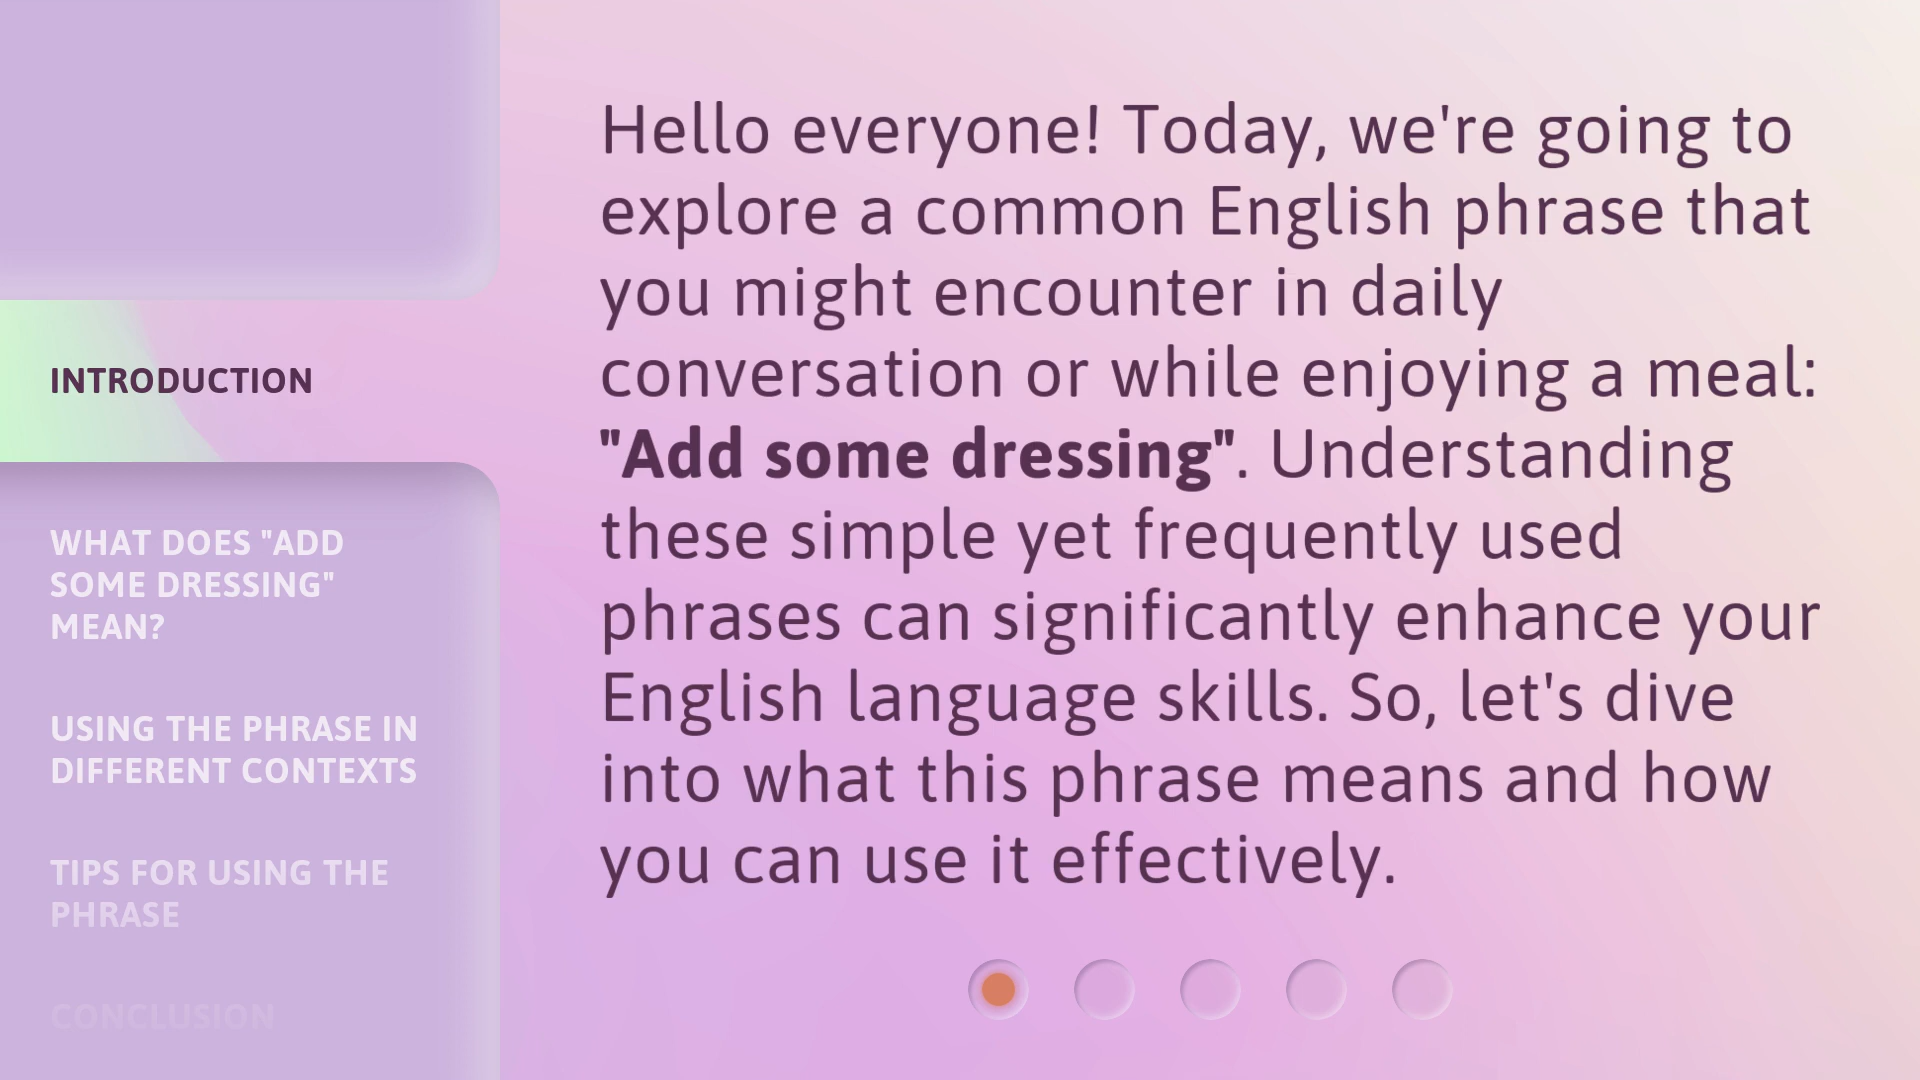 INTRODUCTION
WHAT DOES "ADD
SOME DRESSING"
MEAN?
USING THE PHRASE IN
DIFFERENT CONTEXTS
TIPS FOR USING THE
PHRASE
CONCLUSION
Hello everyone! Today, we're going to
explore a common English phrase that
you might encounter in daily
conversation or while enjoying a meal:
"Add some dressing". Understanding
these simple yet frequently used
phrases can significantly enhance your
English language skills. So, let's dive
into what this phrase means and how
you can use it effectively.